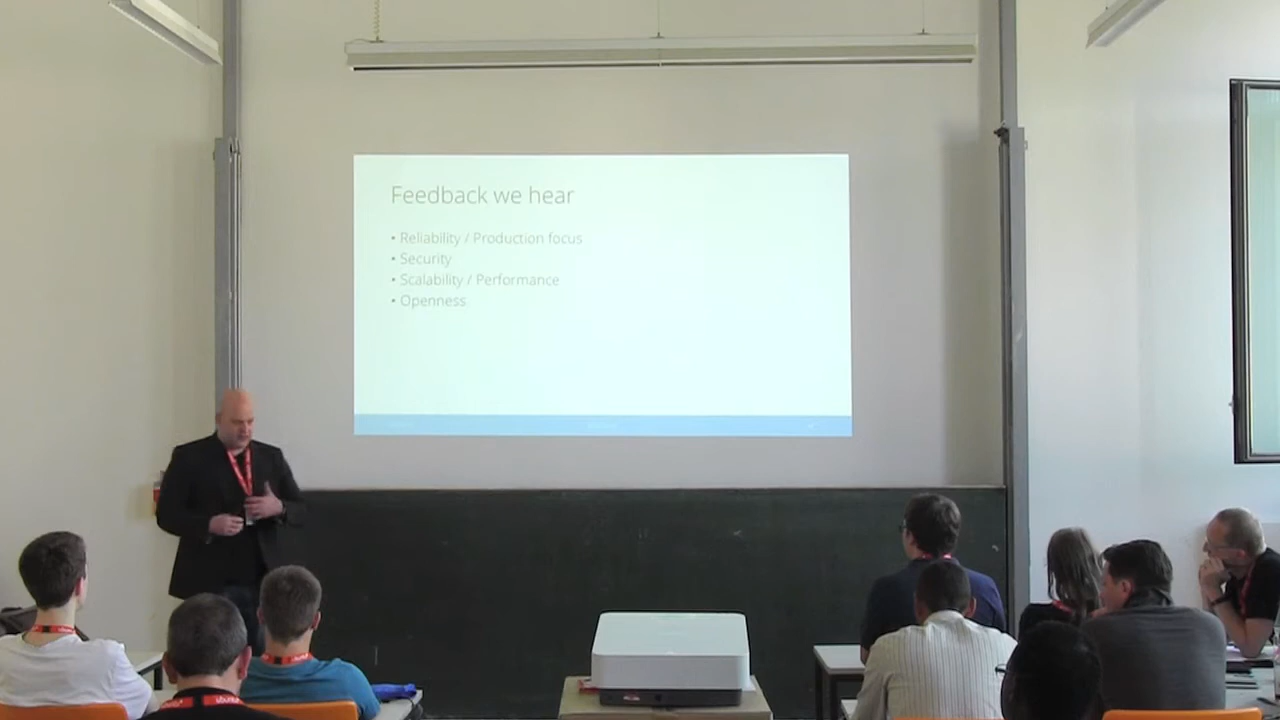 Feedback we hear
• Reliability / Production focus
• Security
• Scalability / Performance
• Openness